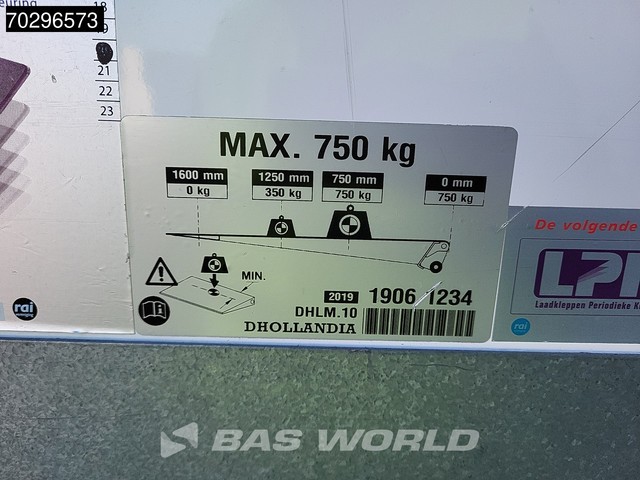 70296573
18
19
21
22
23
MAX. 750 kg
1600 mm 1250 mm 750 mm 0 mm
0 kg 350 kg 750 kg 750 kg
MIN.
2019 1906 1234
DHLM.10
DHOLLANDIA
rai
De volgende
Laadkleppen Periodieke
rai
BAS WORLD